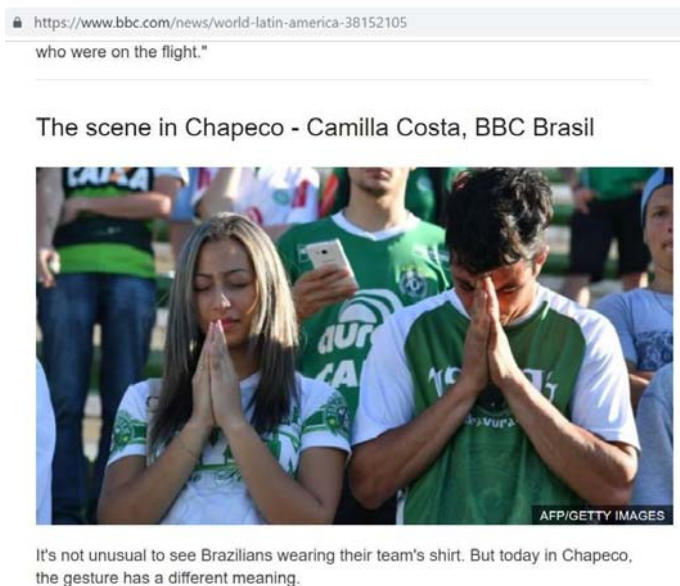 https://www.bbc.com/news/world-latin-america-38152105
who were on the flight."
The scene in Chapeco - Camilla Costa, BBC Brasil
AFP/GETTY IMAGES
It's not unusual to see Brazilians wearing their team's shirt. But today in Chapeco,
the gesture has a different meaning.